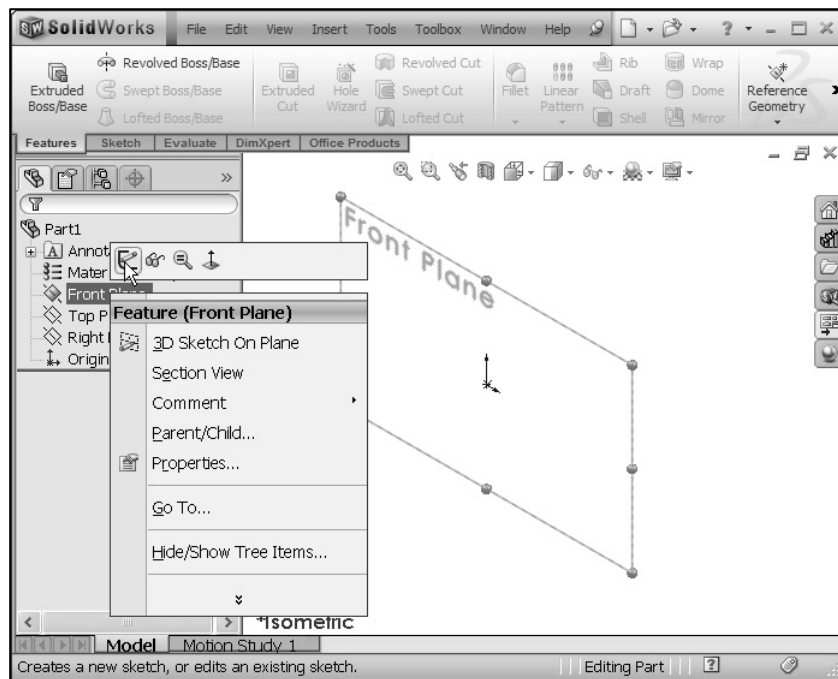 SolidWorks File Edit View Insert Tools Toolbox Window Help ?
Extruded Boss/Base
Revolved Boss/Base
Swept Boss/Base
Lofted Boss/Base
Extruded Cut
Hole Wizard
Revolved Cut
Swept Cut
Lofted Cut
Fillet
Linear Pattern
Rib
Draft
Shell
Wrap
Dome
Mirror
Reference Geometry
Features Sketch Evaluate DimXpert Office Products
Part1
A Annot
Mater
Front Plane
Top P
Right
Origin
Feature (Front Plane)
3D Sketch On Plane
Section View
Comment
Parent/Child...
Properties...
Go To...
Hide/Show Tree Items...
Front Plane
*Isometric
Model Motion Study 1
Creates a new sketch, or edits an existing sketch. Editing Part ?